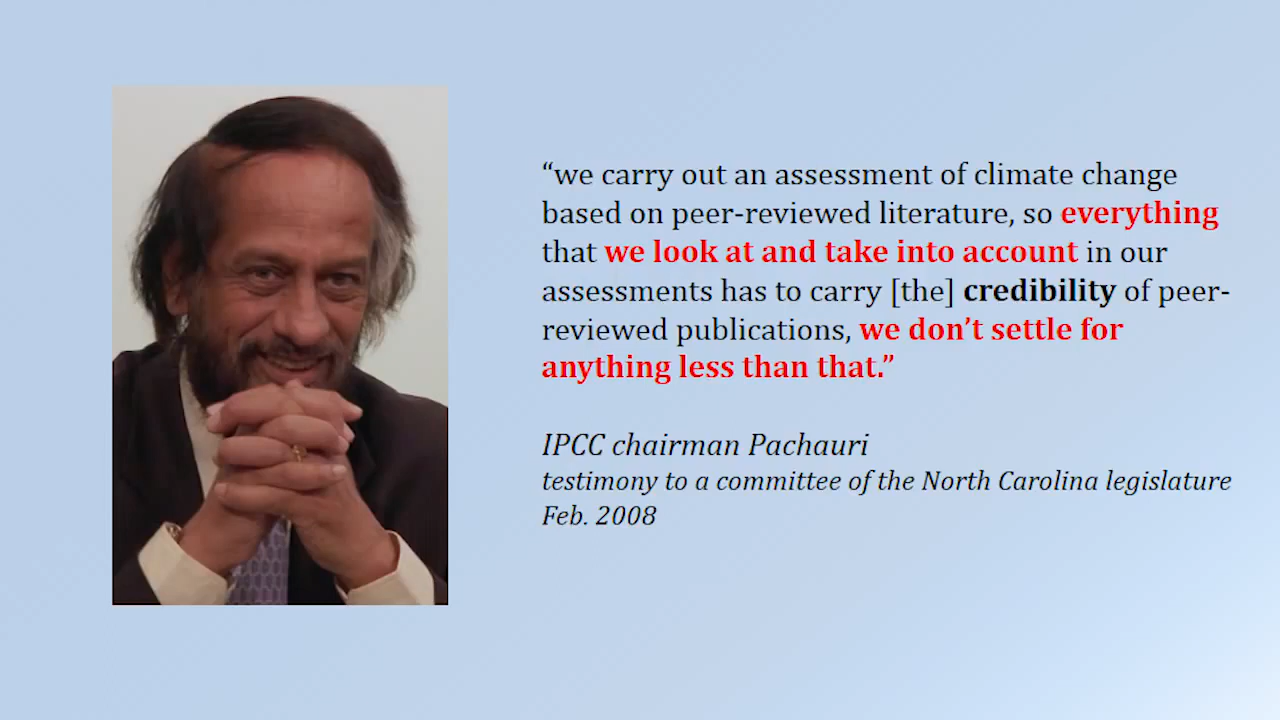 “we carry out an assessment of climate change
based on peer-reviewed literature, so everything
that we look at and take into account in our
assessments has to carry [the] credibility of peer-
reviewed publications, we don’t settle for
anything less than that.”
IPCC chairman Pachauri
testimony to a committee of the North Carolina legislature
Feb. 2008